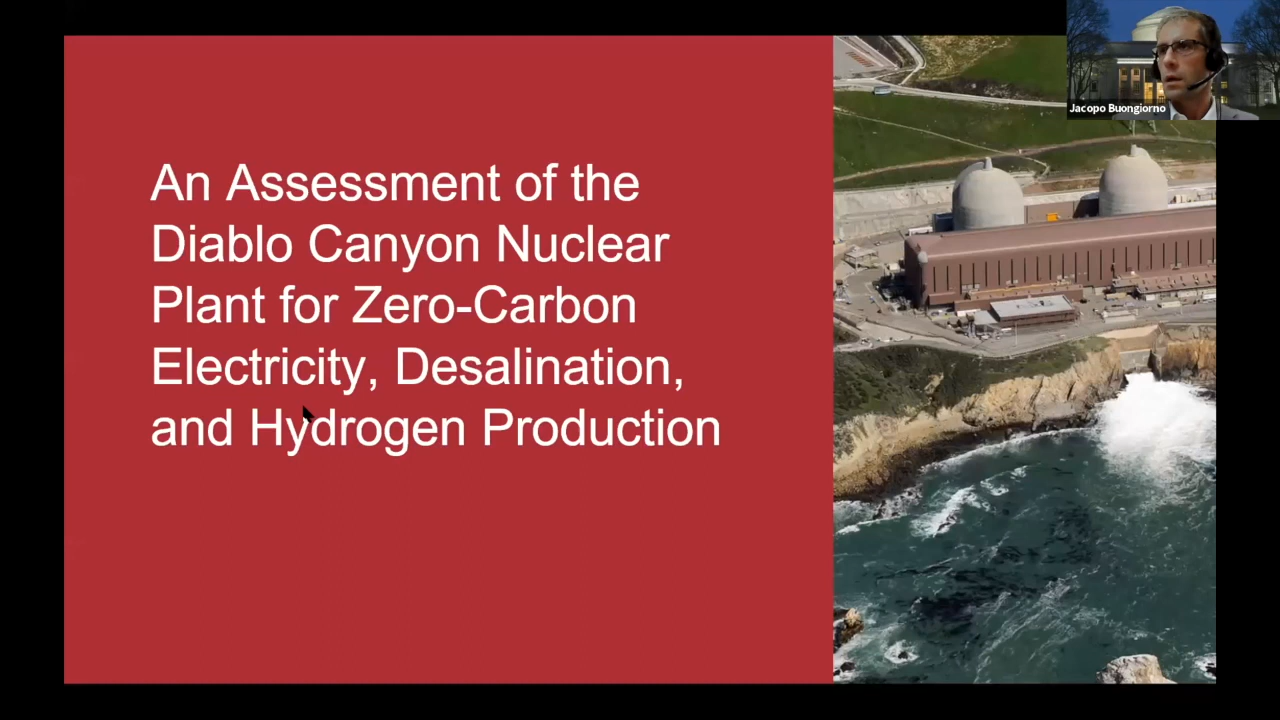 Jacopo Buongiorno
An Assessment of the
Diablo Canyon Nuclear
Plant for Zero-Carbon
Electricity, Desalination,
and Hydrogen Production